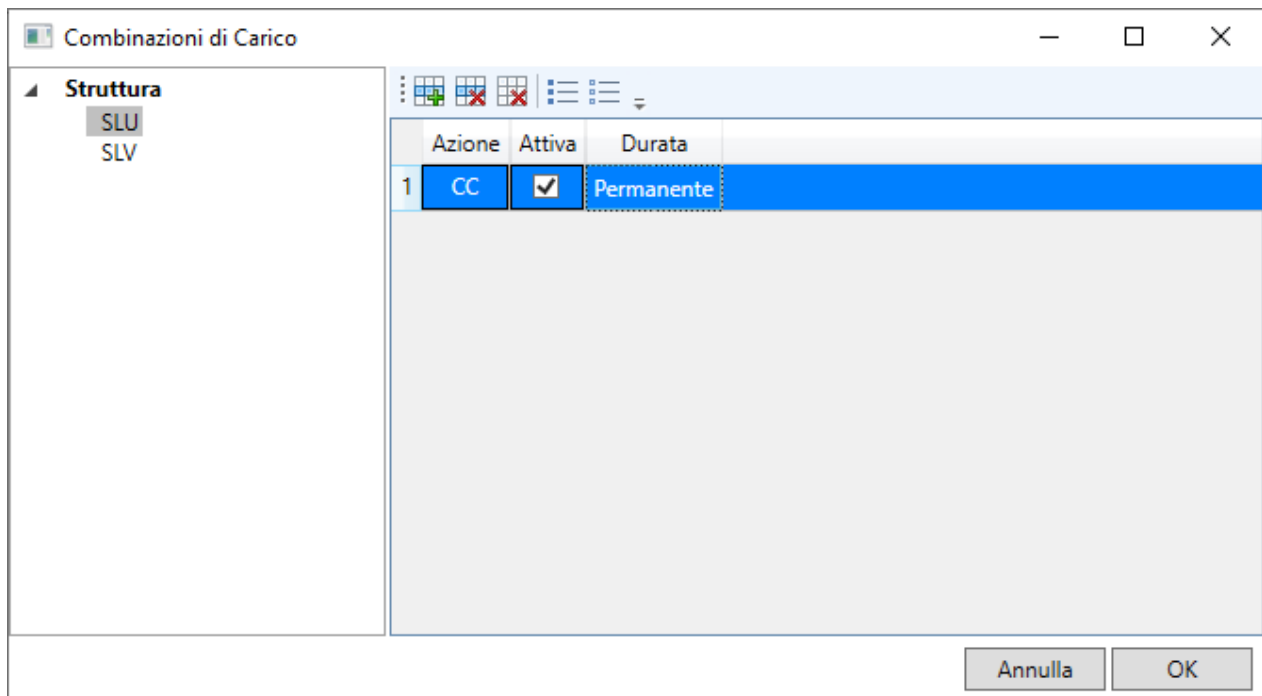 Combinazioni di Carico
Struttura
SLU
SLV
Azione Attiva Durata
1 CC Permanente
Annulla OK